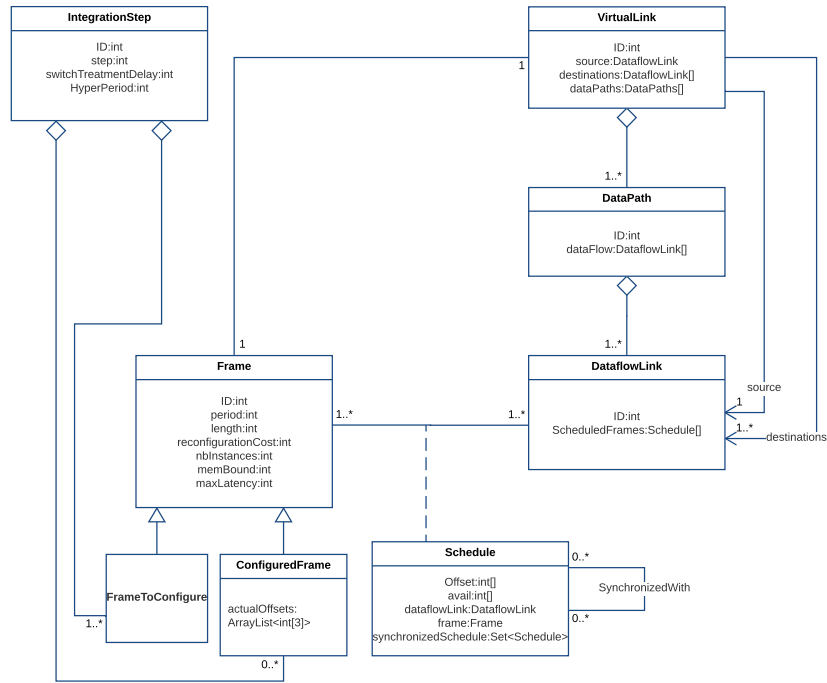 IntegrationStep
ID:int
step:int
switchTreatmentDelay:int
HyperPeriod:int
VirtualLink
ID:int
source:DataflowLink
destinations:DataflowLink[]
dataPaths:DataPaths[]
1
1..*
DataPath
ID:int
dataFlow:DataflowLink[]
1
1..*
Frame
ID:int
period:int
length:int
reconfigurationCost:int
nbInstances:int
memBound:int
maxLatency:int
1..*
1..*
DataflowLink
ID:int
ScheduledFrames:Schedule[]
source
1
1..*
destinations
FrameToConfigure
1..*
ConfiguredFrame
actualOffsets:
ArrayList<int[3]>
0..*
Schedule
Offset:int[]
avail:int[]
dataflowLink:DataflowLink
frame:Frame
synchronizedSchedule:Set<Schedule>
0..*
SynchronizedWith
0..*